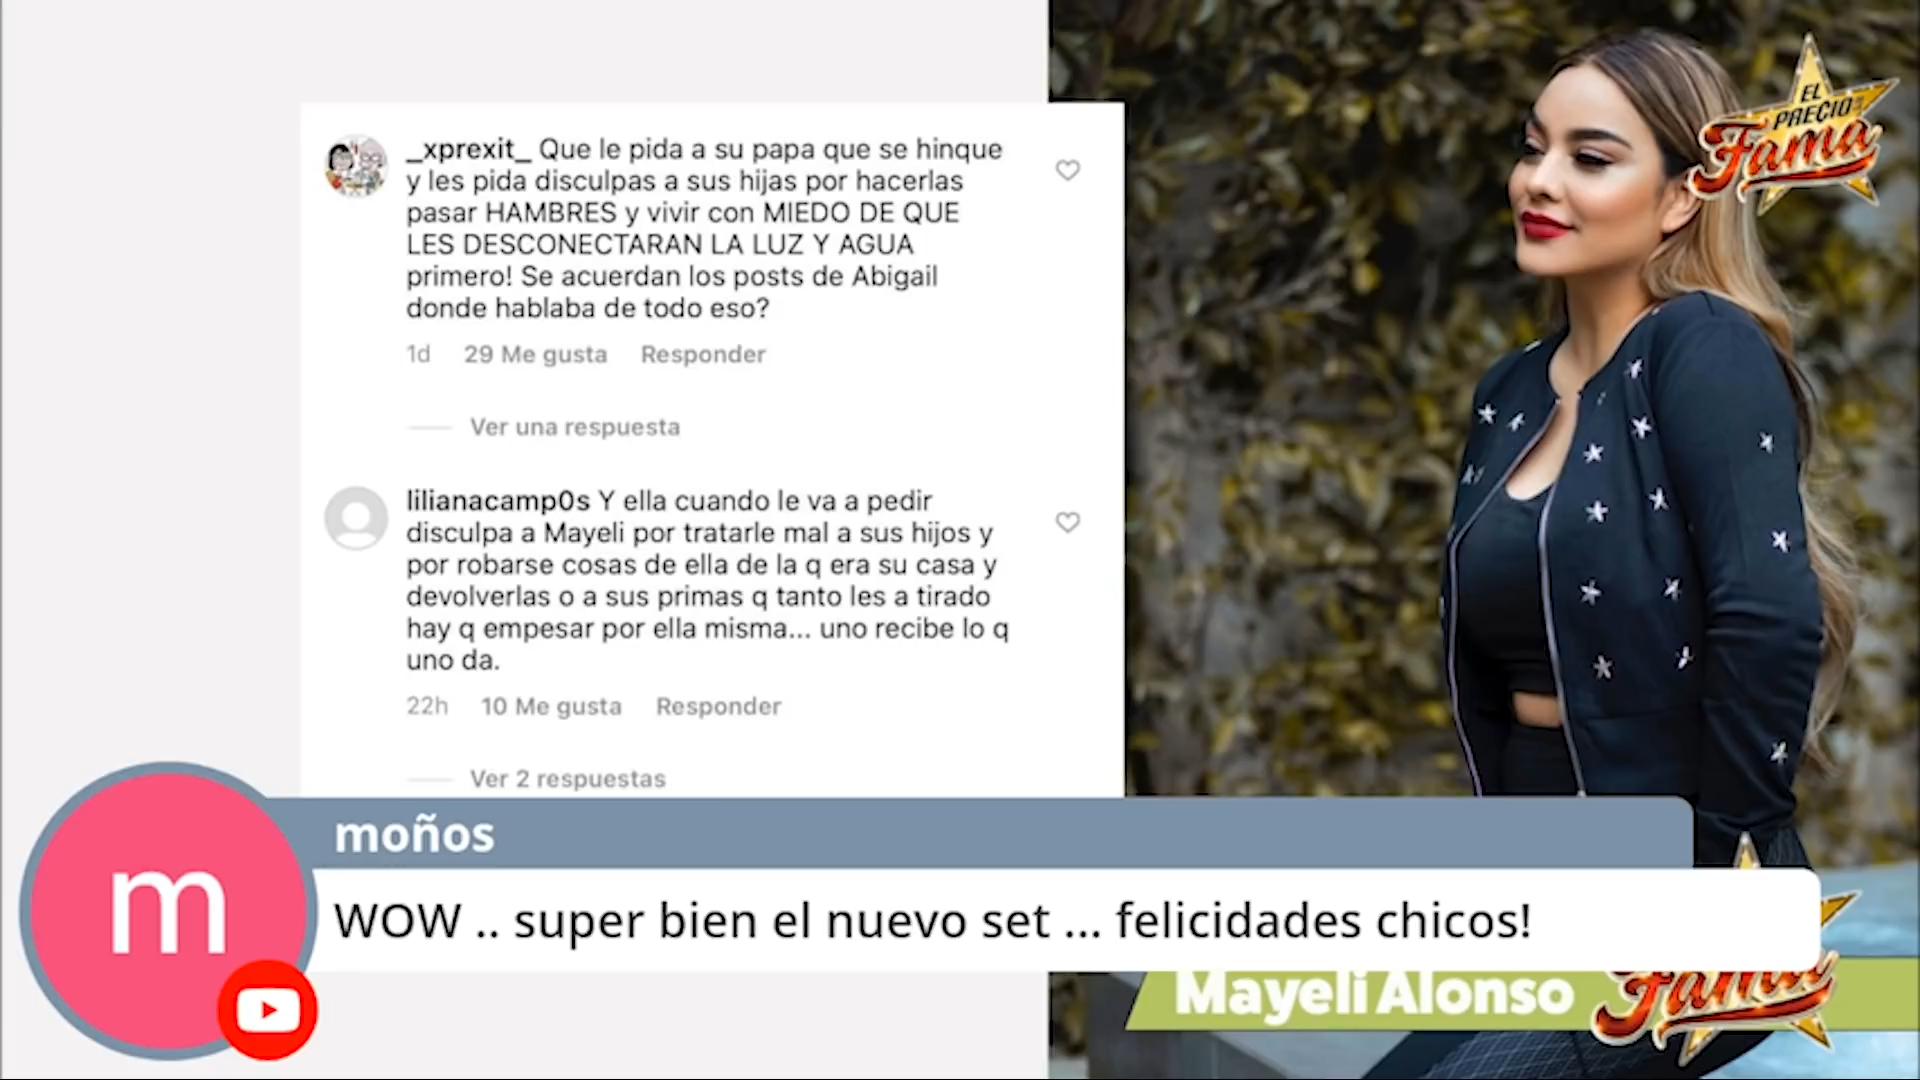 _xprexit_ Que le pida a su papa que se hinque
y les pida disculpas a sus hijas por hacerlas
pasar HAMBRES y vivir con MIEDO DE QUE
LES DESCONECTARAN LA LUZ Y AGUA
primero! Se acuerdan los posts de Abigail
donde hablaba de todo eso?
1d 29 Me gusta Responder
Ver una respuesta
lilianacamp0s Y ella cuando le va a pedir
disculpa a Mayeli por tratarle mal a sus hijos y
por robarse cosas de ella de la q era su casa y
devolverlas o a sus primas q tanto les a tirado
hay q empesar por ella misma... uno recibe lo q
uno da.
22h 10 Me gusta Responder
Ver 2 respuestas
EL
PRECIO
Fama
m
moños
WOW .. super bien el nuevo set ... felicidades chicos!
Mayeli Alonso
Fama